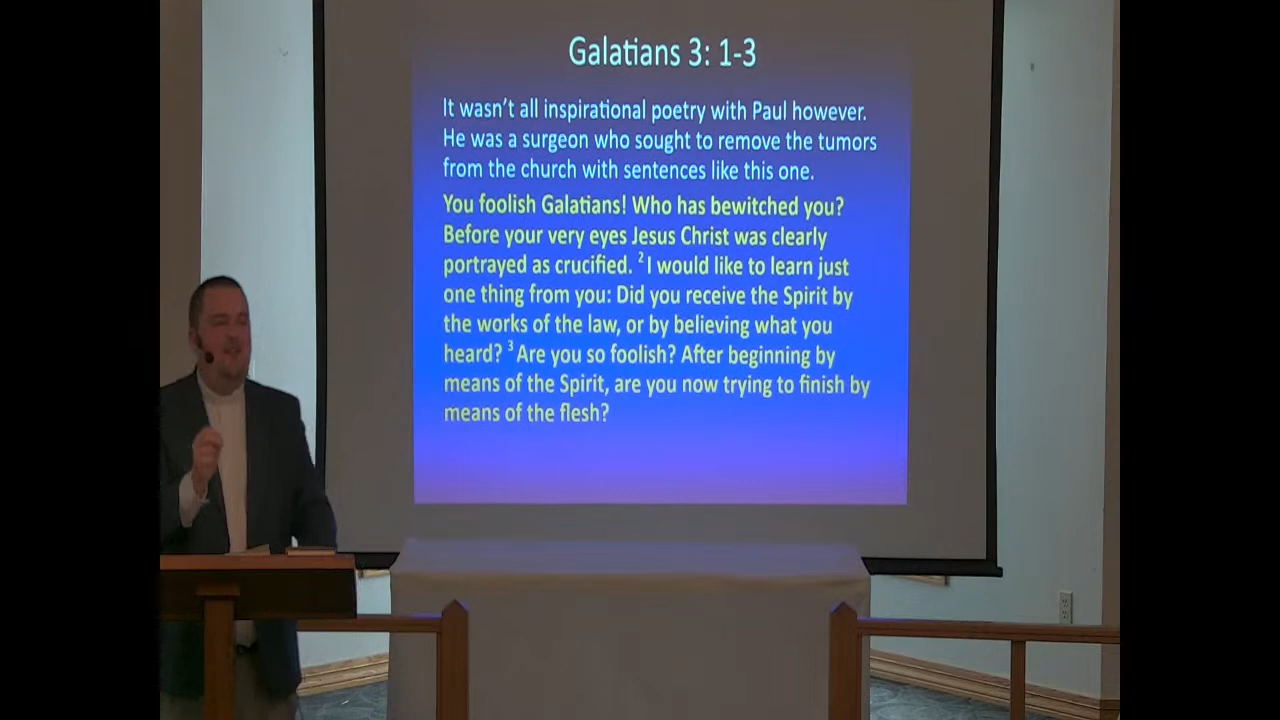 Galatians 3: 1-3
It wasn't all inspirational poetry with Paul however.
He was a surgeon who sought to remove the tumors
from the church with sentences like this one.
You foolish Galatians! Who has bewitched you?
Before your very eyes Jesus Christ was clearly
portrayed as crucified. ²I would like to learn just
one thing from you: Did you receive the Spirit by
the works of the law, or by believing what you
heard? ³Are you so foolish? After beginning by
means of the Spirit, are you now trying to finish by
means of the flesh?